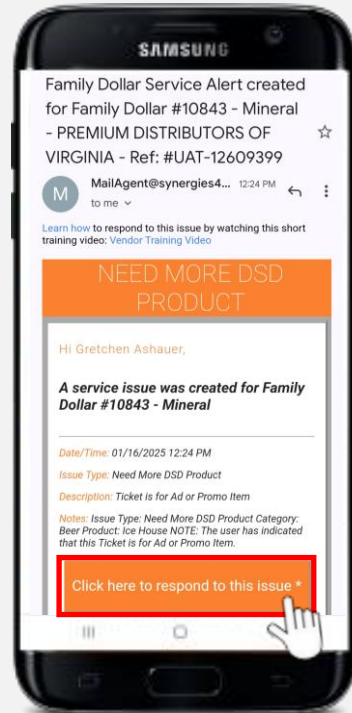 SAMSUNG
Family Dollar Service Alert created
for Family Dollar #10843 - Mineral
- PREMIUM DISTRIBUTORS OF
VIRGINIA - Ref: #UAT-12609399
M
MailAgent@synergies4... 12:24 PM
to me
Learn how to respond to this issue by watching this short
training video: Vendor Training Video
NEED MORE DSD
PRODUCT
Hi Gretchen Ashauer,
A service issue was created for Family
Dollar #10843 - Mineral
Date/Time: 01/16/2025 12:24 PM
Issue Type: Need More DSD Product
Description: Ticket is for Ad or Promo Item
Notes: Issue Type: Need More DSD Product Category:
Beer Product: Ice House NOTE: The user has indicated
that this Ticket is for Ad or Promo Item.
Click here to respond to this issue *